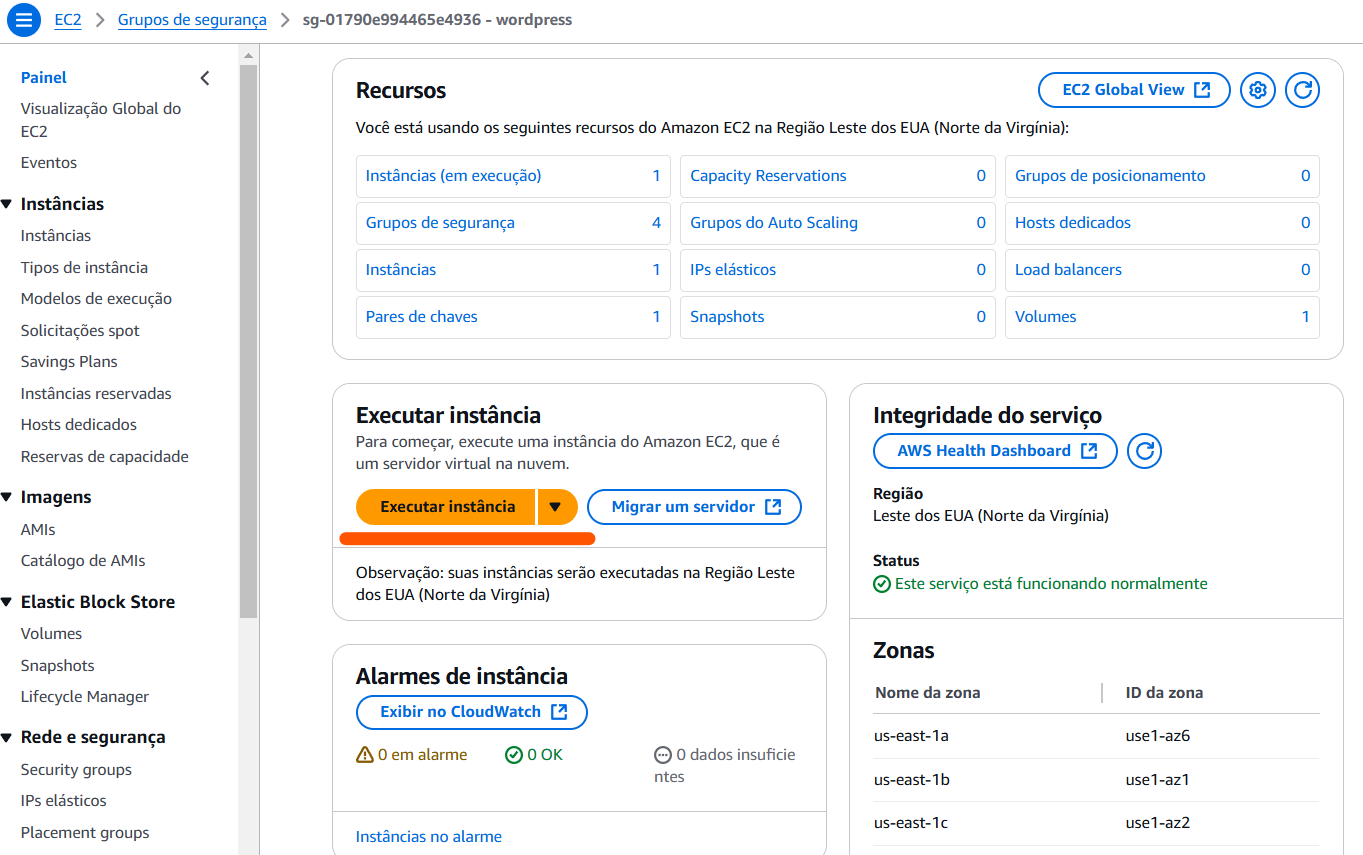 EC2 > Grupos de segurança > sg-01790e994465e4936 - wordpress
Painel
Visualização Global do
EC2
Eventos
Instâncias
Instâncias
Tipos de instância
Modelos de execução
Solicitações spot
Savings Plans
Instâncias reservadas
Hosts dedicados
Reservas de capacidade
Imagens
AMIs
Catálogo de AMIs
Elastic Block Store
Volumes
Snapshots
Lifecycle Manager
Rede e segurança
Security groups
IPs elásticos
Placement groups
Recursos
EC2 Global View
Você está usando os seguintes recursos do Amazon EC2 na Região Leste dos EUA (Norte da Virgínia):
Instâncias (em execução) 1
Capacity Reservations 0
Grupos de posicionamento 0
Grupos de segurança 4
Grupos do Auto Scaling 0
Hosts dedicados 0
Instâncias 1
IPs elásticos 0
Load balancers 0
Pares de chaves 1
Snapshots 0
Volumes 1
Executar instância
Para começar, execute uma instância do Amazon EC2, que é
um servidor virtual na nuvem.
Executar instância
Migrar um servidor
Observação: suas instâncias serão executadas na Região Leste
dos EUA (Norte da Virgínia)
Alarmes de instância
Exibir no CloudWatch
0 em alarme
0 OK
0 dados insuficie
ntes
Instâncias no alarme
Integridade do serviço
AWS Health Dashboard
Região
Leste dos EUA (Norte da Virgínia)
Status
Este serviço está funcionando normalmente
Zonas
Nome da zona ID da zona
us-east-1a use1-az6
us-east-1b use1-az1
us-east-1c use1-az2